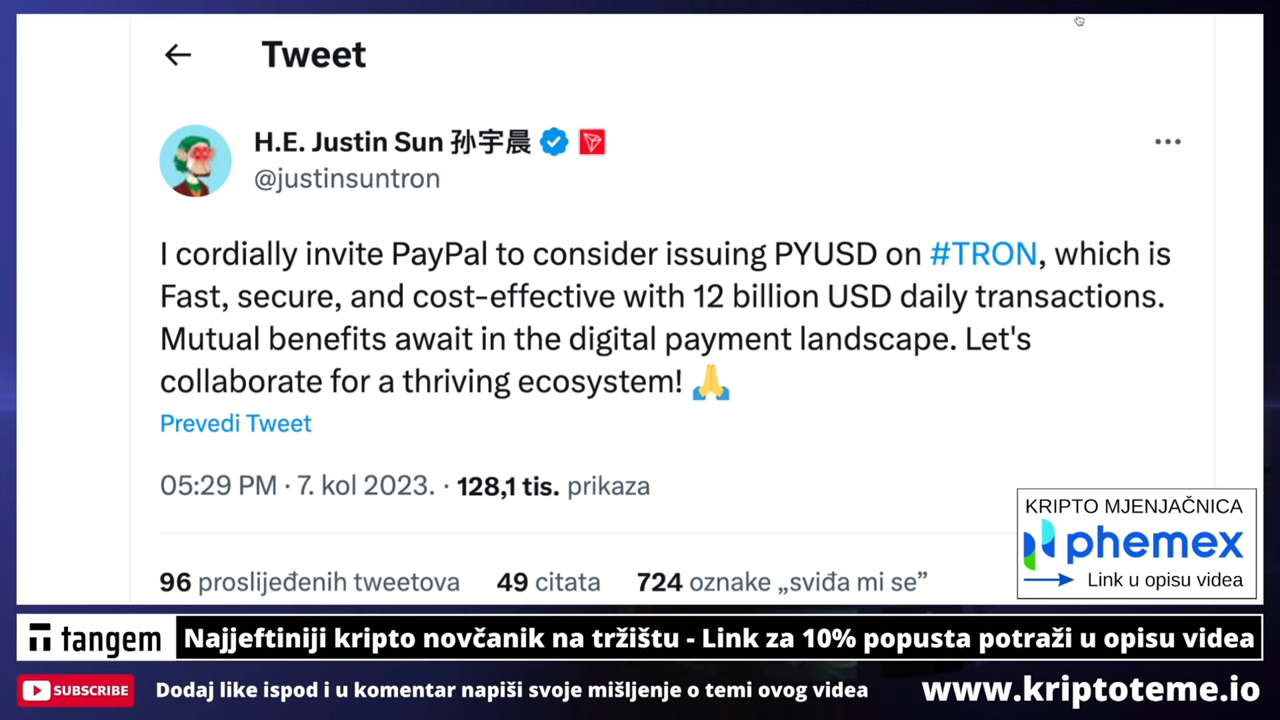 Tweet
H.E. Justin Sun 孙宇晨
@justinsuntron
I cordially invite PayPal to consider issuing PYUSD on #TRON, which is
Fast, secure, and cost-effective with 12 billion USD daily transactions.
Mutual benefits await in the digital payment landscape. Let's
collaborate for a thriving ecosystem! 🙏
Prevedi Tweet
05:29 PM · 7. kol 2023. · 128,1 tis. prikaza
96 proslijeđenih tweetova 49 citata 724 oznake „sviđa mi se”
KRIPTO MJENJAČNICA
phemex
Link u opisu videa
tangem Najjeftiniji kripto novčanik na tržištu - Link za 10% popusta potraži u opisu videa
SUBSCRIBE Dodaj like ispod i u komentar napiši svoje mišljenje o temi ovog videa www.kriptoteme.io